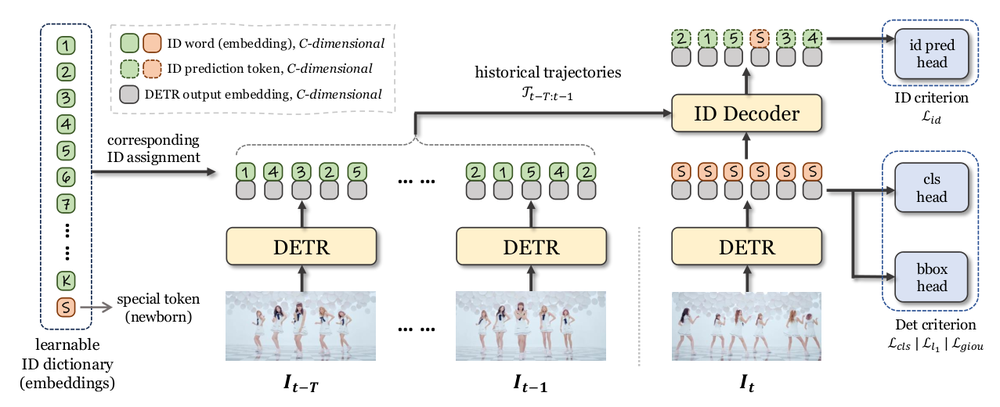 1
2
3
4
5
6
7
K
S
learnable
ID dictionary
(embeddings)
special token
(newborn)
ID word (embedding), C-dimensional
ID prediction token, C-dimensional
DETR output embedding, C-dimensional
corresponding
ID assignment
historical trajectories
𝒯t−T:t−1
1 4 3 2 5
... ...
2 1 5 4 2
DETR
DETR
... ...
It−T
It−1
2 1 5 S 3 4
ID Decoder
S S S S S S
DETR
It
id pred
head
ID criterion
ℒid
cls
head
bbox
head
Det criterion
ℒcls | ℒl1 | ℒgiou